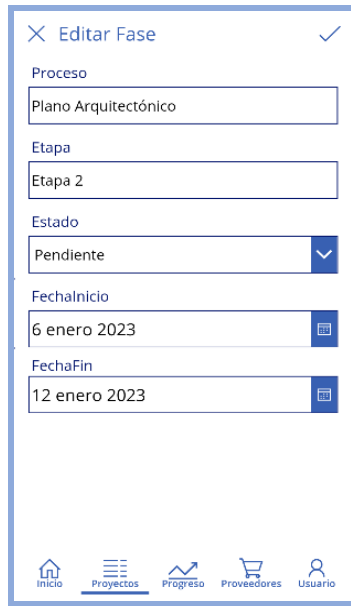 Editar Fase
Proceso
Plano Arquitectónico
Etapa
Etapa 2
Estado
Pendiente
FechaInicio
6 enero 2023
FechaFin
12 enero 2023
Inicio Proyectos Progreso Proveedores Usuario